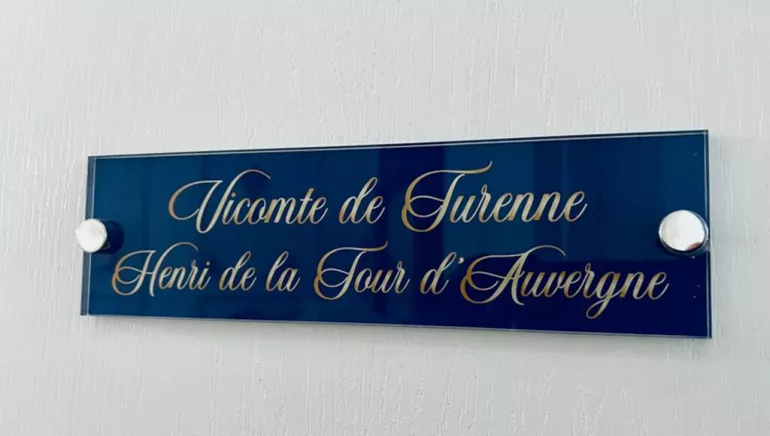 Vicomte de Turenne
Henri de la Tour d'Auvergne